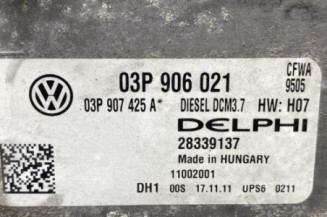 03P 906 021
CFWA
9505
03P 907 425 A* DIESEL DCM3.7 HW: H07
DELPHI
28339137
Made in HUNGARY
11002001
DH1 00S 17.11.11 UPS6 0211